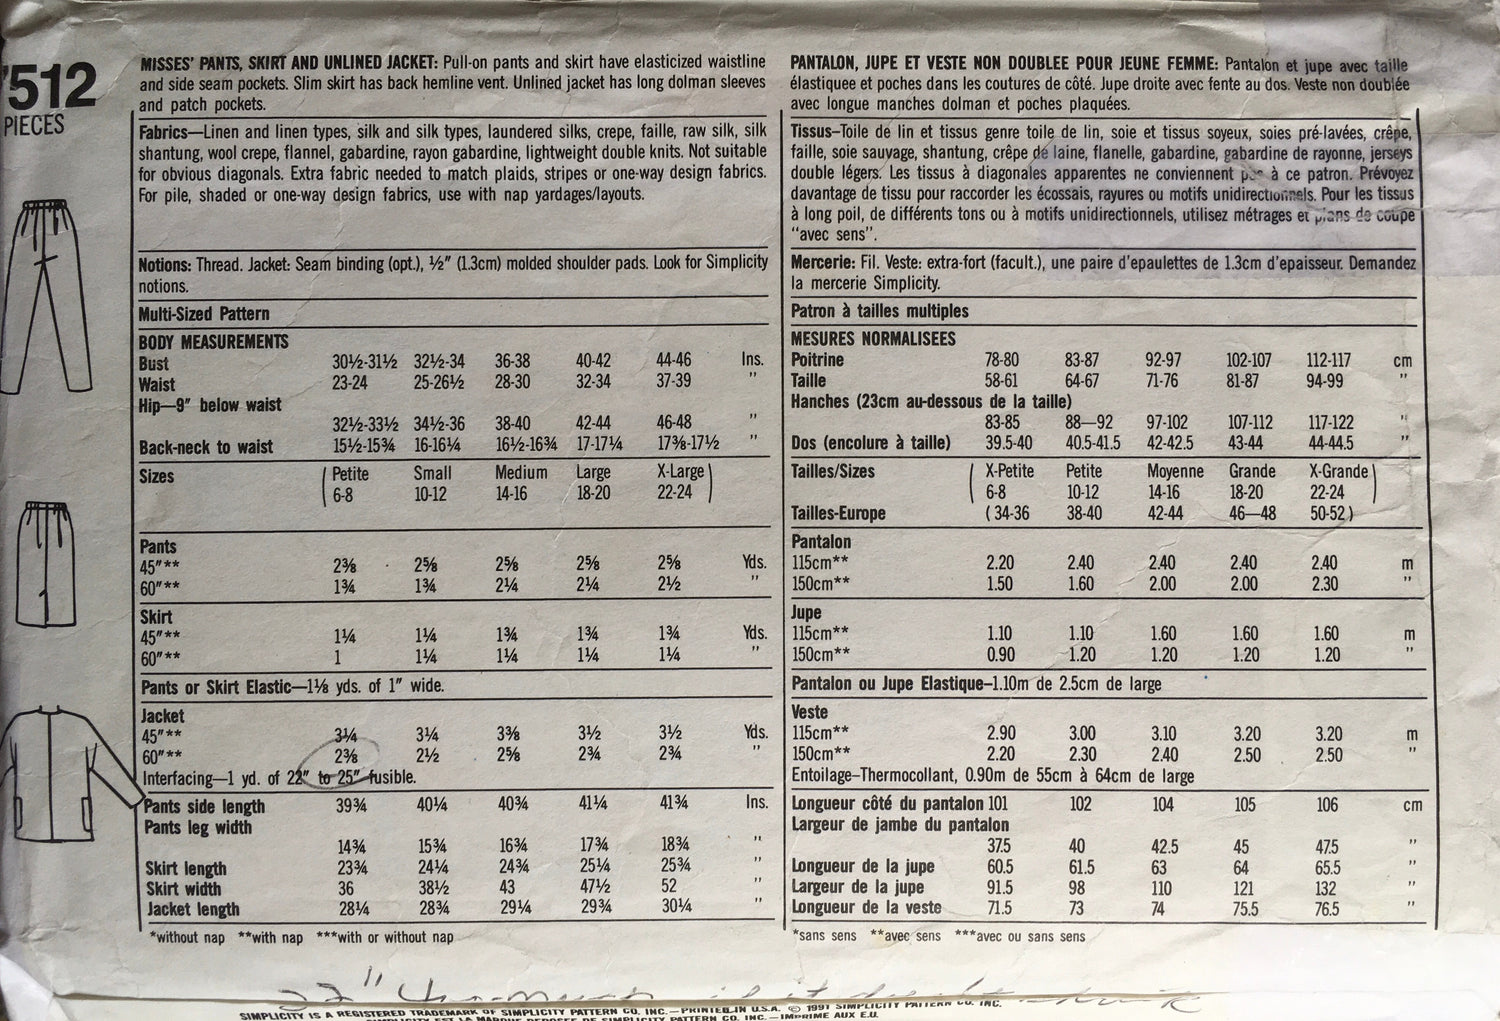 '512
PIECES
MISSES' PANTS, SKIRT AND UNLINED JACKET: Pull-on pants and skirt have elasticized waistline
and side seam pockets. Slim skirt has back hemline vent. Unlined jacket has long dolman sleeves
and patch pockets.
Fabrics—Linen and linen types, silk and silk types, laundered silks, crepe, faille, raw silk, silk
shantung, wool crepe, flannel, gabardine, rayon gabardine, lightweight double knits. Not suitable
for obvious diagonals. Extra fabric needed to match plaids, stripes or one-way design fabrics.
For pile, shaded or one-way design fabrics, use with nap yardages/layouts.
Notions: Thread. Jacket: Seam binding (opt.), ½" (1.3cm) molded shoulder pads. Look for Simplicity
notions.
Multi-Sized Pattern
BODY MEASUREMENTS
Bust 30½-31½ 32½-34 36-38 40-42 44-46 Ins.
Waist 23-24 25-26½ 28-30 32-34 37-39 "
Hip—9" below waist
32½-33½ 34½-36 38-40 42-44 46-48 "
Back-neck to waist 15½-15¾ 16-16¼ 16½-16¾ 17-17¼ 17⅜-17½ "
Sizes ( Petite Small Medium Large X-Large )
6-8 10-12 14-16 18-20 22-24
Pants
45"** 2⅜ 2⅝ 2⅝ 2⅝ 2⅝ Yds.
60"** 1¾ 1¾ 2¼ 2¼ 2½ "
Skirt
45"** 1¼ 1¼ 1¾ 1¾ 1¾ Yds.
60"** 1 1¼ 1¼ 1¼ 1¼ "
Pants or Skirt Elastic—1⅛ yds. of 1" wide.
Jacket
45"** 3¼ 3¼ 3⅜ 3½ 3½ Yds.
60"** 2⅜ 2½ 2⅝ 2¾ 2¾ "
Interfacing—1 yd. of 22" to 25" fusible.
Pants side length 39¾ 40¼ 40¾ 41¼ 41¾ Ins.
Pants leg width
14¾ 15¾ 16¾ 17¾ 18¾ "
Skirt length 23¾ 24¼ 24¾ 25¼ 25¾ "
Skirt width 36 38½ 43 47½ 52 "
Jacket length 28¼ 28¾ 29¼ 29¾ 30¼ "
*without nap **with nap ***with or without nap
PANTALON, JUPE ET VESTE NON DOUBLEE POUR JEUNE FEMME: Pantalon et jupe avec taille
élastiquee et poches dans les coutures de côté. Jupe droite avec fente au dos. Veste non doublée
avec longue manches dolman et poches plaquées.
Tissus–Toile de lin et tissus genre toile de lin, soie et tissus soyeux, soies pré-lavées, crêpe,
faille, soie sauvage, shantung, crêpe de laine, flanelle, gabardine, gabardine de rayonne, jerseys
double légers. Les tissus à diagonales apparentes ne conviennent pas à ce patron. Prévoyez
davantage de tissu pour raccorder les écossais, rayures ou motifs unidirectionnels. Pour les tissus
à long poil, de différents tons ou à motifs unidirectionnels, utilisez métrages et plans de coupe
"avec sens".
Mercerie: Fil. Veste: extra-fort (facult.), une paire d'epaulettes de 1.3cm d'epaisseur. Demandez
la mercerie Simplicity.
Patron à tailles multiples
MESURES NORMALISEES
Poitrine 78-80 83-87 92-97 102-107 112-117 cm
Taille 58-61 64-67 71-76 81-87 94-99 "
Hanches (23cm au-dessous de la taille)
83-85 88—92 97-102 107-112 117-122 "
Dos (encolure à taille) 39.5-40 40.5-41.5 42-42.5 43-44 44-44.5 "
Tailles/Sizes ( X-Petite Petite Moyenne Grande X-Grande )
6-8 10-12 14-16 18-20 22-24
Tailles-Europe ( 34-36 38-40 42-44 46—48 50-52 )
Pantalon
115cm** 2.20 2.40 2.40 2.40 2.40 m
150cm** 1.50 1.60 2.00 2.00 2.30 "
Jupe
115cm** 1.10 1.10 1.60 1.60 1.60 m
150cm** 0.90 1.20 1.20 1.20 1.20 "
Pantalon ou Jupe Elastique–1.10m de 2.5cm de large
Veste
115cm** 2.90 3.00 3.10 3.20 3.20 m
150cm** 2.20 2.30 2.40 2.50 2.50 "
Entoilage–Thermocollant, 0.90m de 55cm à 64cm de large
Longueur côté du pantalon 101 102 104 105 106 cm
Largeur de jambe du pantalon
37.5 40 42.5 45 47.5 "
Longueur de la jupe 60.5 61.5 63 64 65.5 "
Largeur de la jupe 91.5 98 110 121 132 "
Longueur de la veste 71.5 73 74 75.5 76.5 "
*sans sens **avec sens ***avec ou sans sens
SIMPLICITY IS A REGISTERED TRADEMARK OF SIMPLICITY PATTERN CO. INC.—PRINTED IN U.S.A. © 1991 SIMPLICITY PATTERN CO. INC.
SIMPLICITY PATTERN CO. INC.—IMPRIME AUX E.U.